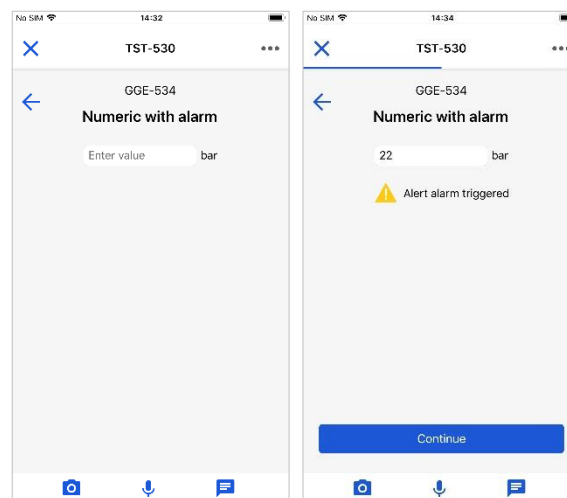 No SIM 14:32
TST-530
GGE-534
Numeric with alarm
Enter value bar
No SIM 14:34
TST-530
GGE-534
Numeric with alarm
22 bar
Alert alarm triggered
Continue